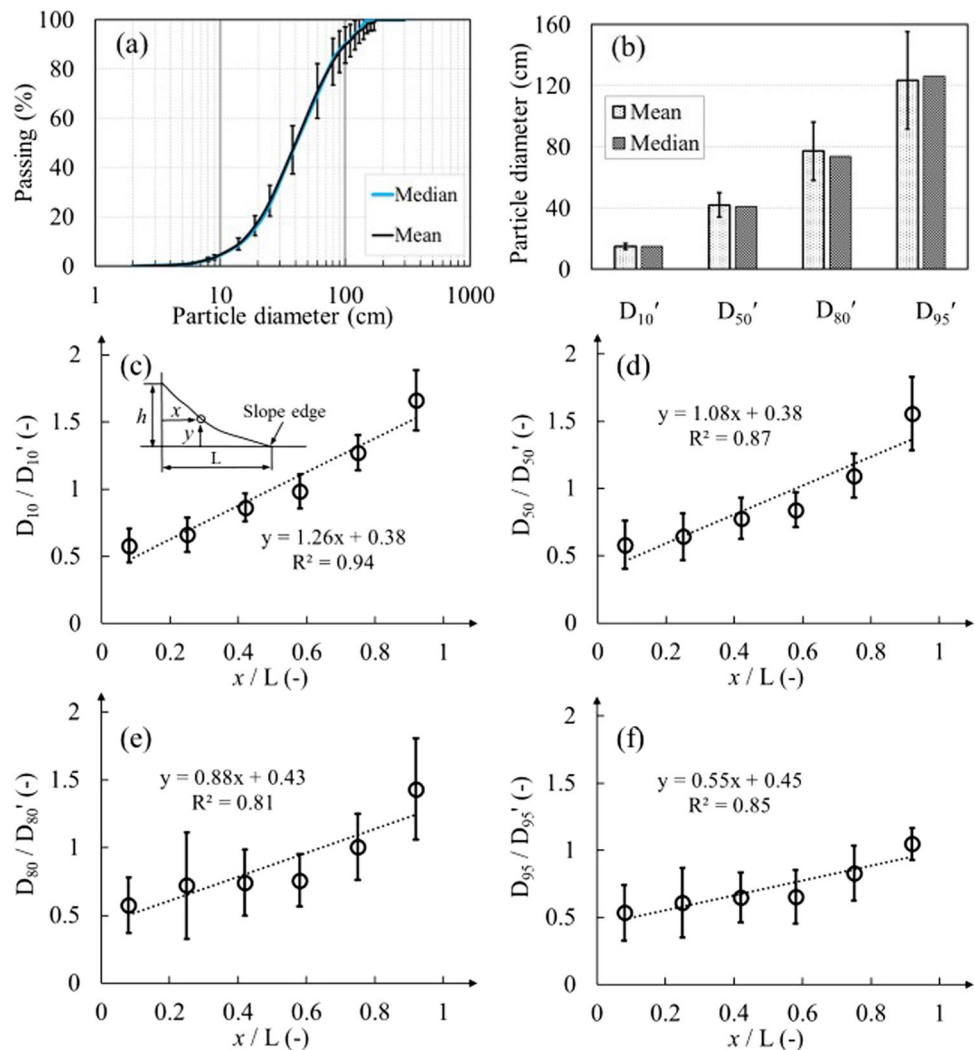 (a)
Passing (%)
100
80
60
40
20
0
1
10
100
1000
Particle diameter (cm)
Median
Mean
(b)
Particle diameter (cm)
160
120
80
40
0
Mean
Median
D₁₀′
D₅₀′
D₈₀′
D₉₅′
(c)
D₁₀ / D₁₀' (-)
2
1.5
1
0.5
0
h
x
y
L
Slope edge
y = 1.26x + 0.38
R² = 0.94
0
0.2
0.4
0.6
0.8
1
x / L (-)
(d)
D₅₀ / D₅₀' (-)
2
1.5
1
0.5
0
y = 1.08x + 0.38
R² = 0.87
0
0.2
0.4
0.6
0.8
1
x / L (-)
(e)
D₈₀ / D₈₀' (-)
2
1.5
1
0.5
0
y = 0.88x + 0.43
R² = 0.81
0
0.2
0.4
0.6
0.8
1
x / L (-)
(f)
D₉₅ / D₉₅' (-)
2
1.5
1
0.5
0
y = 0.55x + 0.45
R² = 0.85
0
0.2
0.4
0.6
0.8
1
x / L (-)